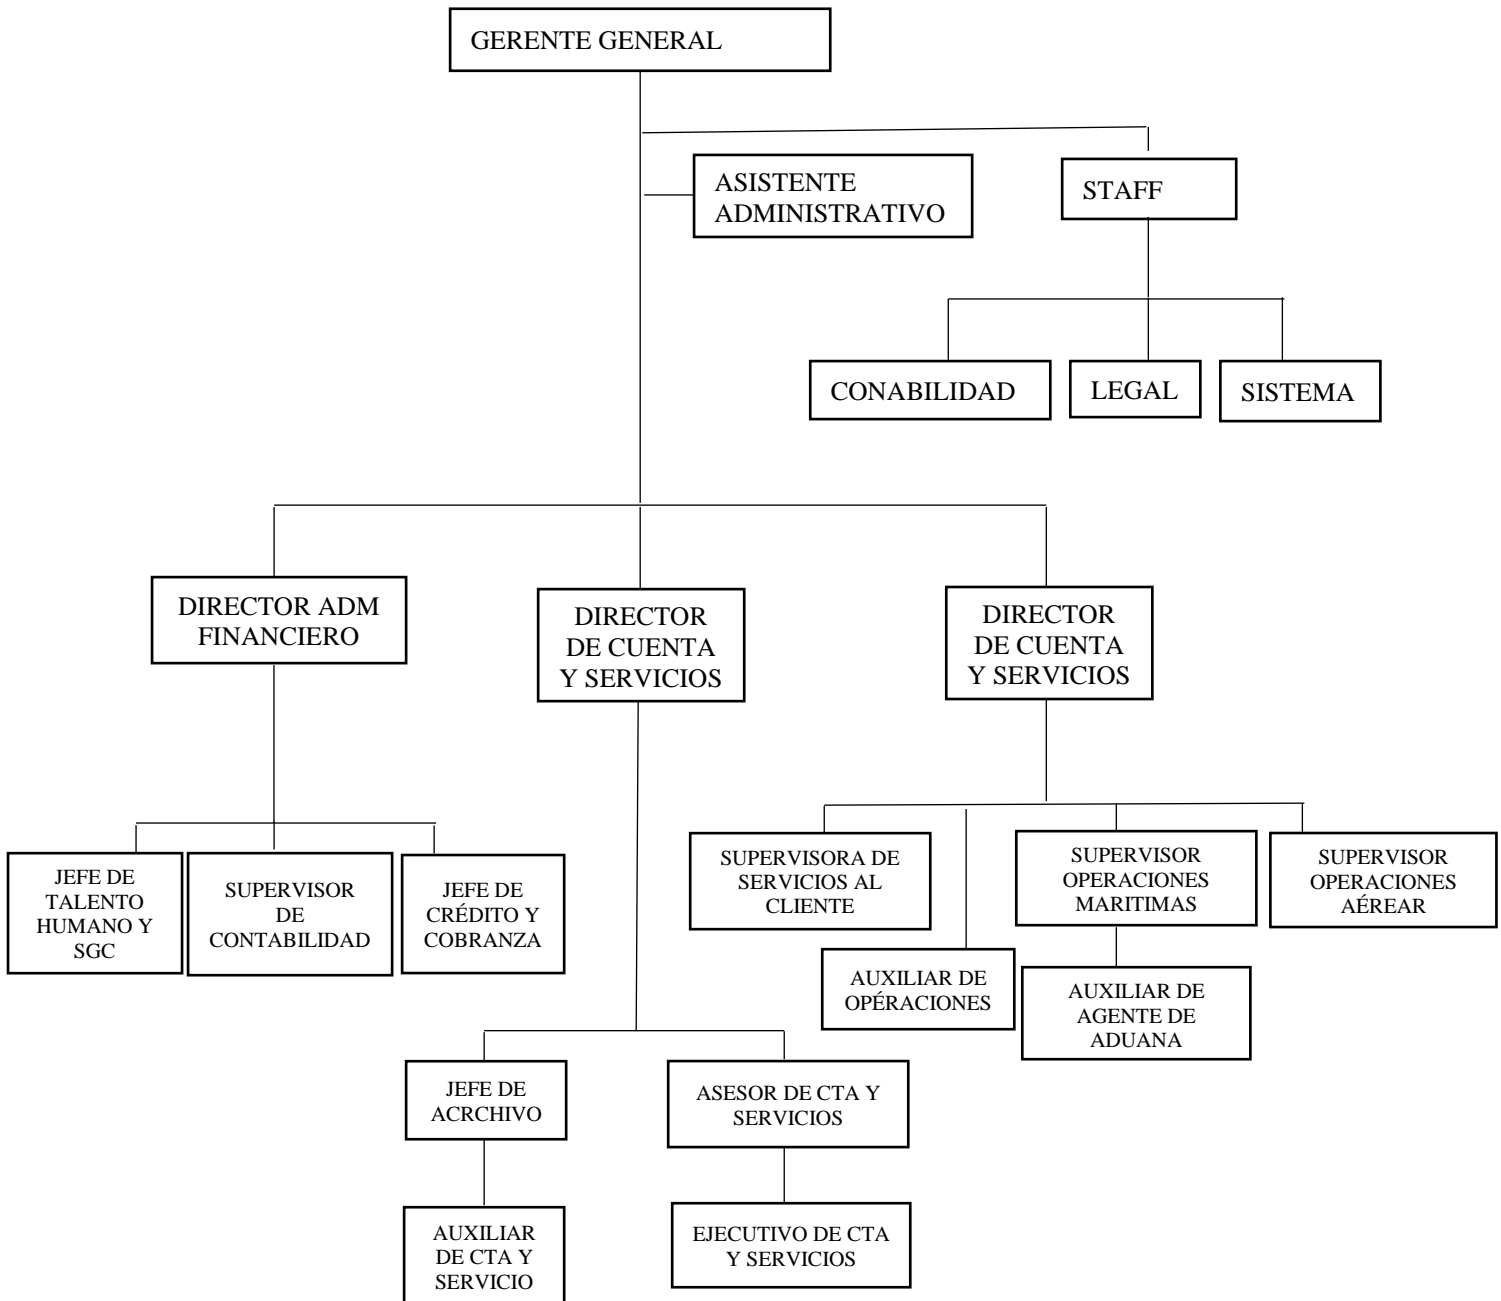 GERENTE GENERAL
ASISTENTE
ADMINISTRATIVO
STAFF
CONABILIDAD
LEGAL
SISTEMA
DIRECTOR ADM
FINANCIERO
DIRECTOR
DE CUENTA
Y SERVICIOS
DIRECTOR
DE CUENTA
Y SERVICIOS
JEFE DE
TALENTO
HUMANO Y
SGC
SUPERVISOR
DE
CONTABILIDAD
JEFE DE
CRÉDITO Y
COBRANZA
SUPERVISORA DE
SERVICIOS AL
CLIENTE
SUPERVISOR
OPERACIONES
MARITIMAS
SUPERVISOR
OPERACIONES
AÉREAR
AUXILIAR DE
OPÉRACIONES
AUXILIAR DE
AGENTE DE
ADUANA
JEFE DE
ACRCHIVO
ASESOR DE CTA Y
SERVICIOS
AUXILIAR
DE CTA Y
SERVICIO
EJECUTIVO DE CTA
Y SERVICIOS